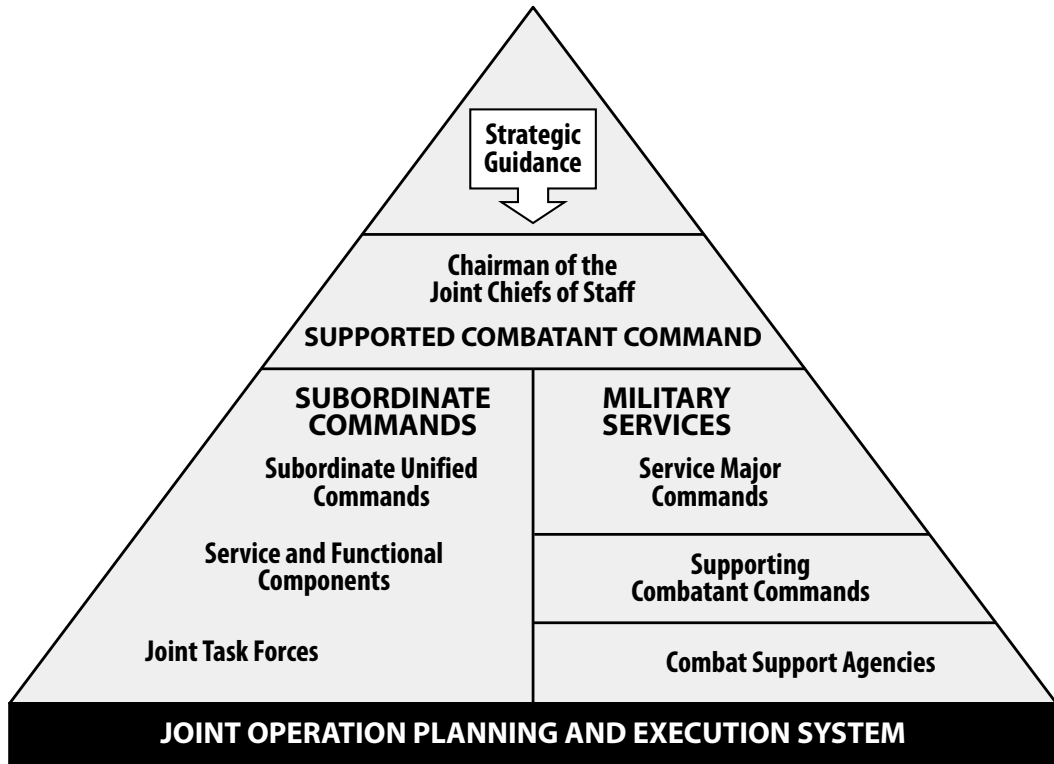 Strategic
Guidance
Chairman of the
Joint Chiefs of Staff
SUPPORTED COMBATANT COMMAND
SUBORDINATE
COMMANDS
Subordinate Unified
Commands
Service and Functional
Components
Joint Task Forces
MILITARY
SERVICES
Service Major
Commands
Supporting
Combatant Commands
Combat Support Agencies
JOINT OPERATION PLANNING AND EXECUTION SYSTEM